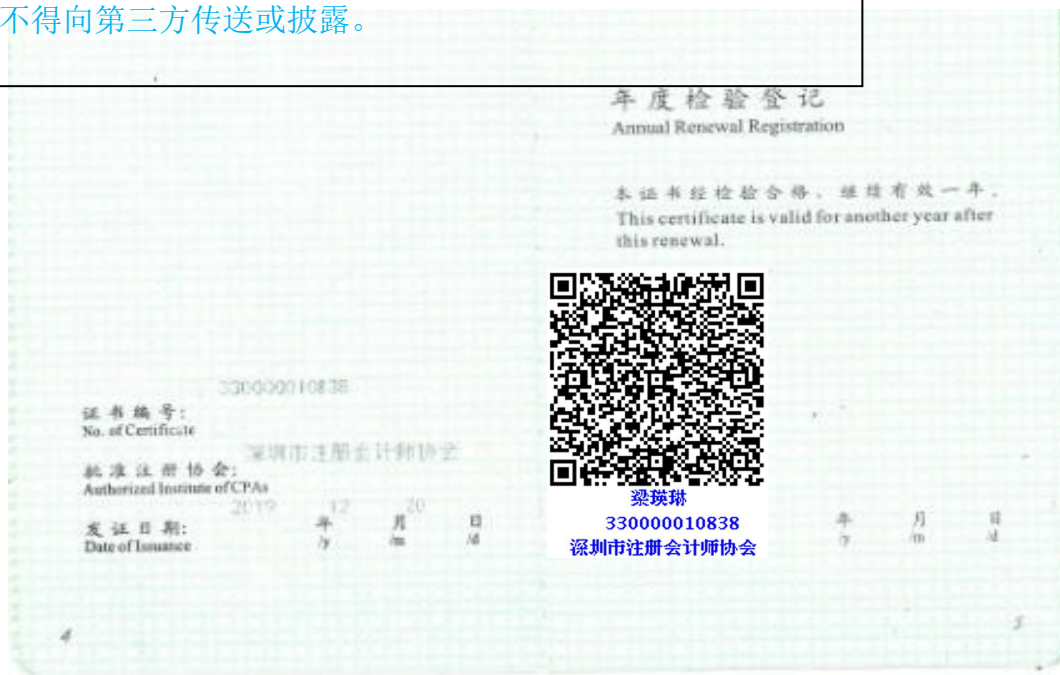 不得向第三方传送或披露。
年度检验登记
Annual Renewal Registration
本证书经检验合格，继续有效一年。
This certificate is valid for another year after
this renewal.
330000010838
证书编号：
No. of Certificate
深圳市注册会计师协会
批准注册协会：
Authorized Institute of CPAs
2019 12 20
发证日期： 年 月 日
Date of Issuance /y /m /d
梁瑛琳
330000010838
深圳市注册会计师协会
年 月 日
/y /m /d
4
5